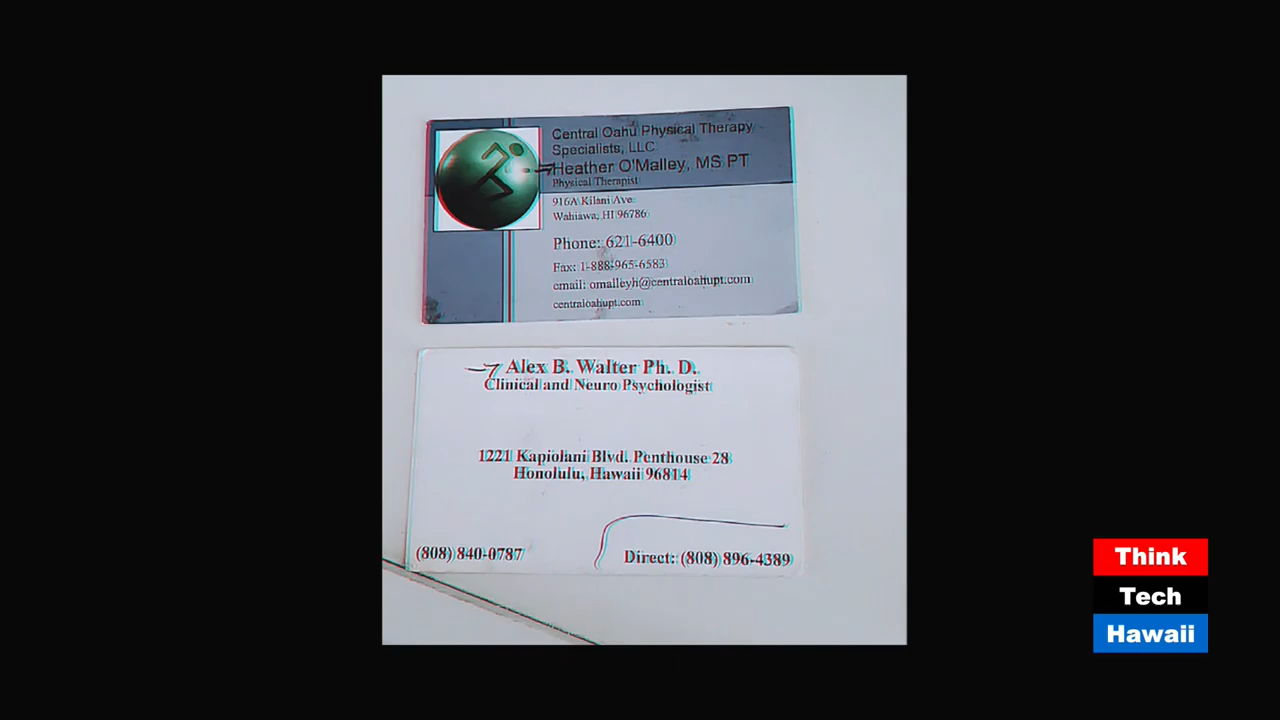 Central Oahu Physical Therapy
Specialists, LLC
Heather O'Malley, MS PT
Physical Therapist
916A Kilani Ave.
Wahiawa, HI 96786
Phone: 621-6400
Fax: 1-888-965-6583
email: omalleyh@centraloahupt.com
centraloahupt.com
Alex B. Walter Ph. D.
Clinical and Neuro Psychologist
1221 Kapiolani Blvd. Penthouse 28
Honolulu, Hawaii 96814
(808) 840-0787
Direct: (808) 896-4389
Think
Tech
Hawaii